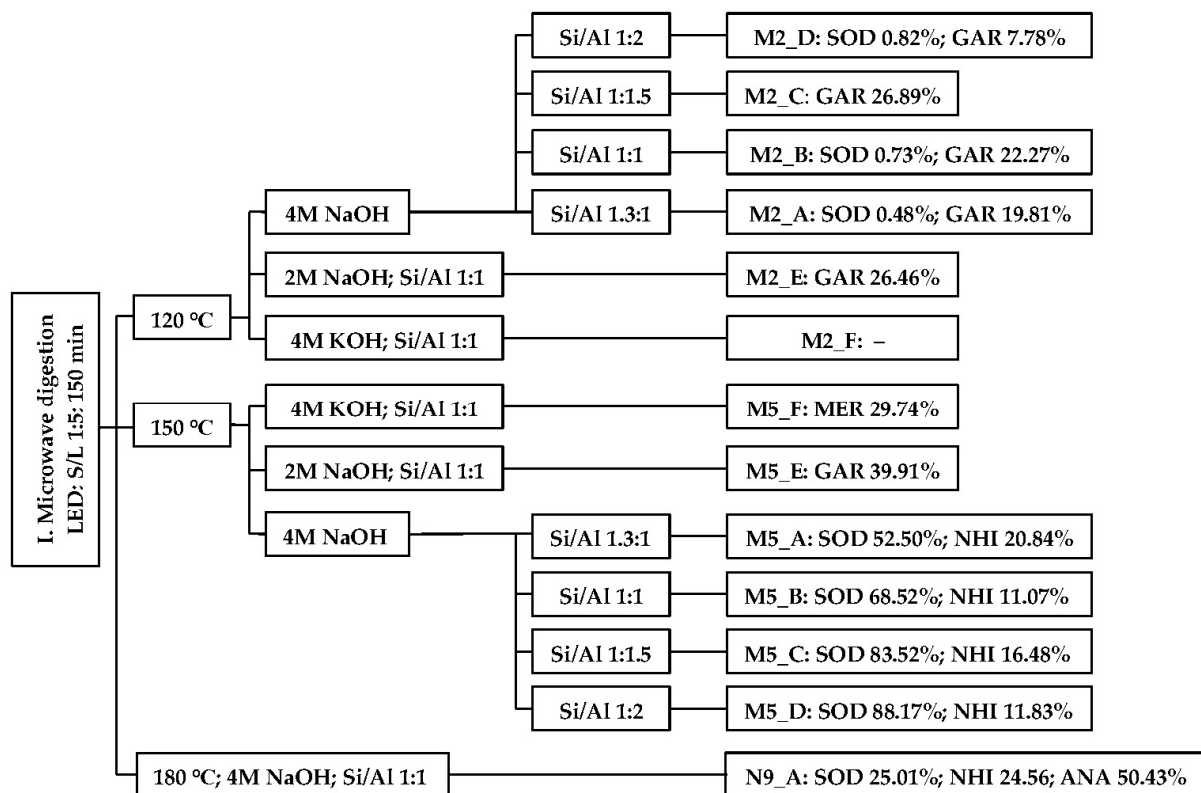 I. Microwave digestion
LED; S/L 1:5; 150 min
120 °C
4M NaOH
Si/Al 1:2
M2_D: SOD 0.82%; GAR 7.78%
Si/Al 1:1.5
M2_C: GAR 26.89%
Si/Al 1:1
M2_B: SOD 0.73%; GAR 22.27%
Si/Al 1.3:1
M2_A: SOD 0.48%; GAR 19.81%
2M NaOH; Si/Al 1:1
M2_E: GAR 26.46%
4M KOH; Si/Al 1:1
M2_F: –
150 °C
4M KOH; Si/Al 1:1
M5_F: MER 29.74%
2M NaOH; Si/Al 1:1
M5_E: GAR 39.91%
4M NaOH
Si/Al 1.3:1
M5_A: SOD 52.50%; NHI 20.84%
Si/Al 1:1
M5_B: SOD 68.52%; NHI 11.07%
Si/Al 1:1.5
M5_C: SOD 83.52%; NHI 16.48%
Si/Al 1:2
M5_D: SOD 88.17%; NHI 11.83%
180 °C; 4M NaOH; Si/Al 1:1
N9_A: SOD 25.01%; NHI 24.56; ANA 50.43%